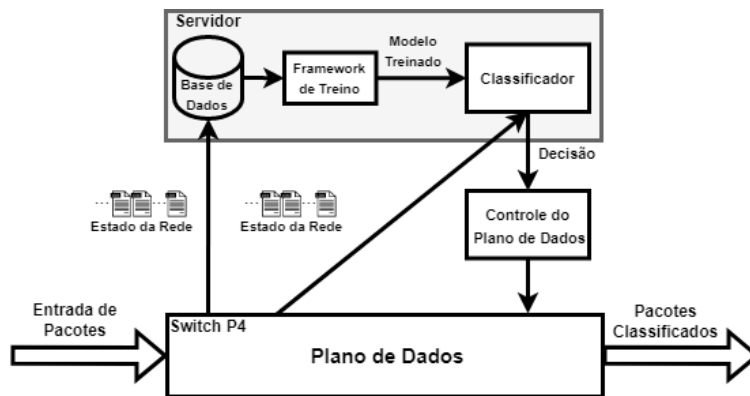 Servidor
Base de
Dados
Framework
de Treino
Modelo
Treinado
Classificador
Decisão
Estado da Rede
Estado da Rede
Controle do
Plano de Dados
Entrada de
Pacotes
Switch P4
Plano de Dados
Pacotes
Classificados